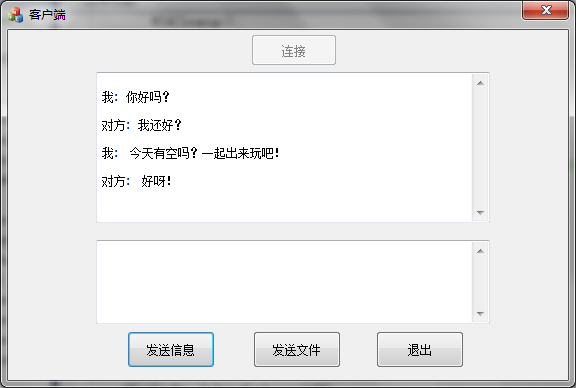 客户端
连接
我：你好吗？
对方：我还好？
我： 今天有空吗？一起出来玩吧！
对方： 好呀！
发送信息 发送文件 退出